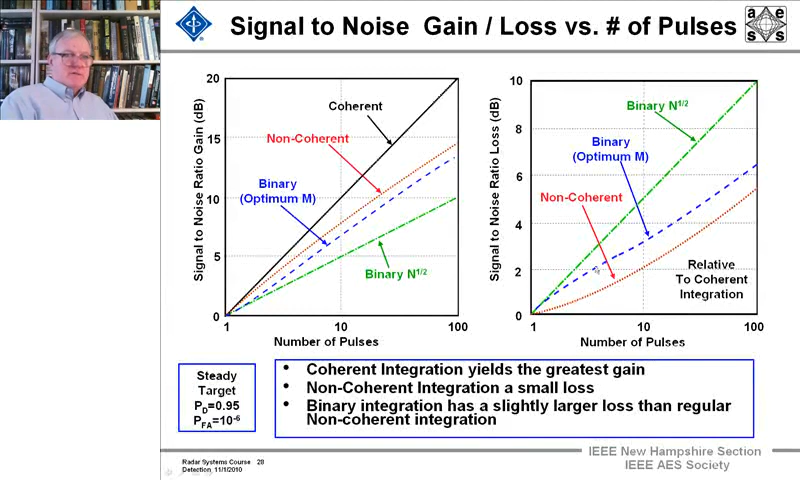 Signal to Noise Gain / Loss vs. # of Pulses
a e
s s
20
15
10
5
0
1
10
100
Signal to Noise Ratio Gain (dB)
Number of Pulses
Coherent
Non-Coherent
Binary
(Optimum M)
Binary N1/2
10
8
6
4
2
0
1
10
100
Signal to Noise Ratio Loss (dB)
Number of Pulses
Binary N1/2
Binary
(Optimum M)
Non-Coherent
Relative
To Coherent
Integration
Steady
Target
PD=0.95
PFA=10-6
• Coherent Integration yields the greatest gain
• Non-Coherent Integration a small loss
• Binary integration has a slightly larger loss than regular
Non-coherent integration
Radar Systems Course 28
Detection 11/1/2010
IEEE New Hampshire Section
IEEE AES Society